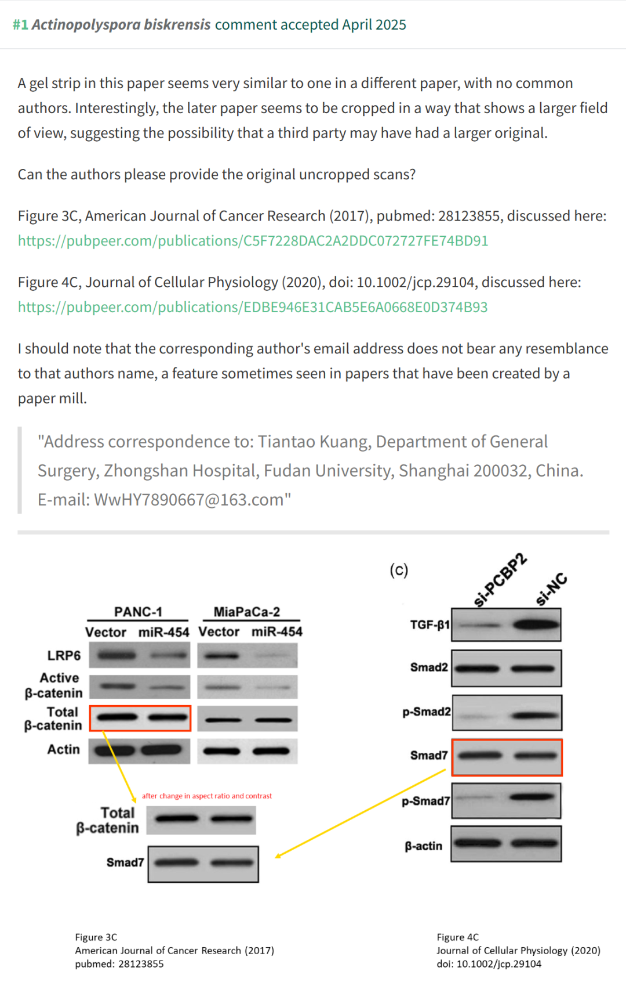 #1 Actinopolyspora biskrensis comment accepted April 2025
A gel strip in this paper seems very similar to one in a different paper, with no common
authors. Interestingly, the later paper seems to be cropped in a way that shows a larger field
of view, suggesting the possibility that a third party may have had a larger original.
Can the authors please provide the original uncropped scans?
Figure 3C, American Journal of Cancer Research (2017), pubmed: 28123855, discussed here:
https://pubpeer.com/publications/C5F7228DAC2A2DDC072727FE74BD91
Figure 4C, Journal of Cellular Physiology (2020), doi: 10.1002/jcp.29104, discussed here:
https://pubpeer.com/publications/EDBE946E31CAB5E6A0668E0D374B93
I should note that the corresponding author's email address does not bear any resemblance
to that authors name, a feature sometimes seen in papers that have been created by a
paper mill.
"Address correspondence to: Tiantao Kuang, Department of General
Surgery, Zhongshan Hospital, Fudan University, Shanghai 200032, China.
E-mail: WwHY7890667@163.com"
PANC-1 MiaPaCa-2
Vector miR-454 Vector miR-454
LRP6
Active
β-catenin
Total
β-catenin
Actin
after change in aspect ratio and contrast
Total
β-catenin
Smad7
(c)
si-PCBP2
si-NC
TGF-β1
Smad2
p-Smad2
Smad7
p-Smad7
β-actin
Figure 3C
American Journal of Cancer Research (2017)
pubmed: 28123855
Figure 4C
Journal of Cellular Physiology (2020)
doi: 10.1002/jcp.29104